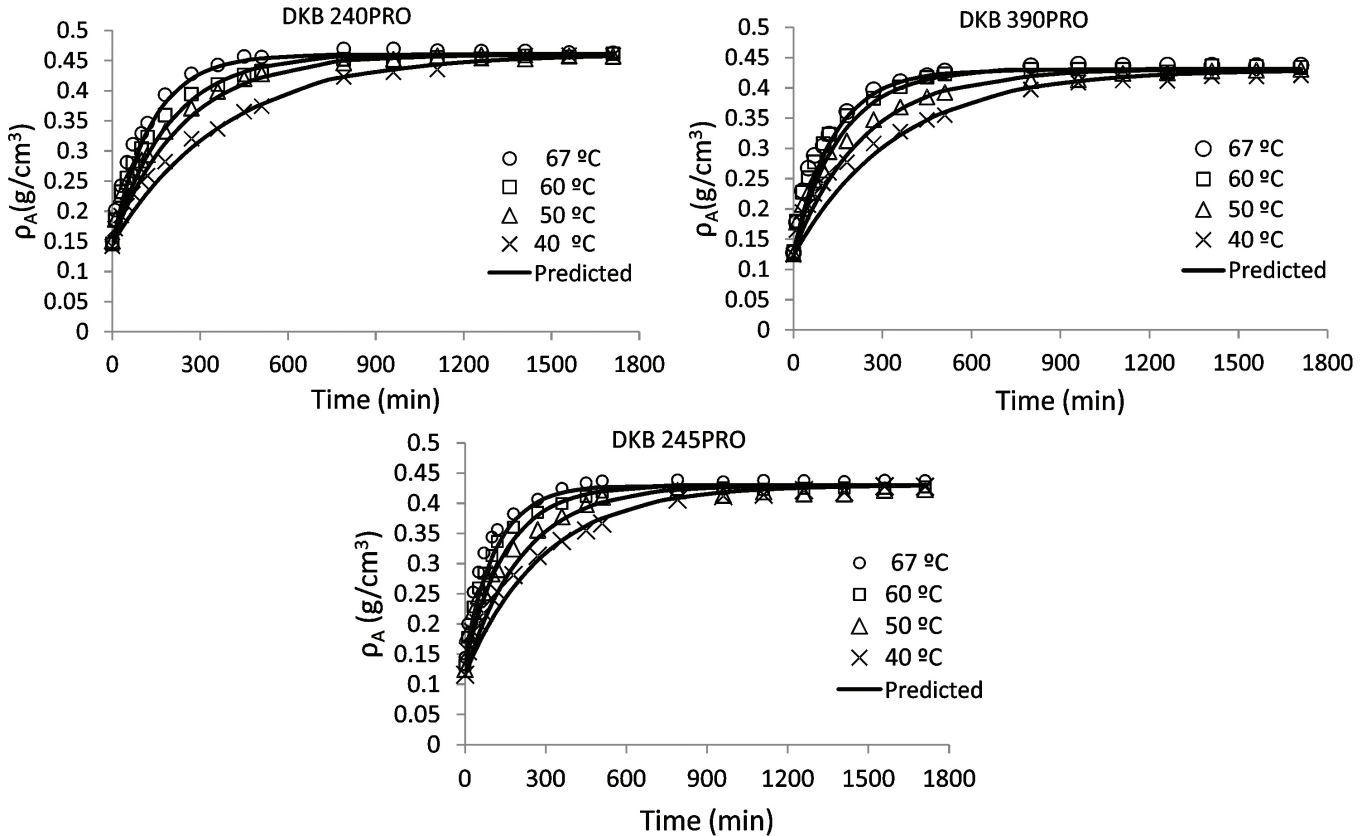 DKB 240PRO
0.5
0.45
0.4
0.35
0.3
0.25
0.2
0.15
0.1
0.05
0
ρA(g/cm3)
67 ºC
60 ºC
50 ºC
40 ºC
Predicted
0 300 600 900 1200 1500 1800
Time (min)
DKB 390PRO
0.5
0.45
0.4
0.35
0.3
0.25
0.2
0.15
0.1
0.05
0
ρA (g/cm3)
67 ºC
60 ºC
50 ºC
40 ºC
Predicted
0 300 600 900 1200 1500 1800
Time (min)
DKB 245PRO
0.5
0.45
0.4
0.35
0.3
0.25
0.2
0.15
0.1
0.05
0
ρA (g/cm3)
67 ºC
60 ºC
50 ºC
40 ºC
Predicted
0 300 600 900 1200 1500 1800
Time (min)